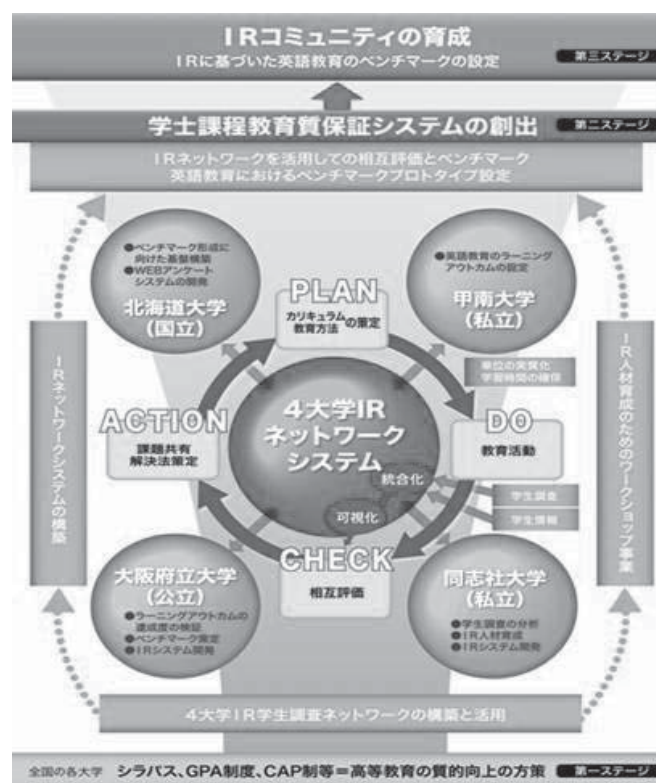 IRコミュニティの育成
IRに基づいた英語教育のベンチマークの設定
第三ステージ
学士課程教育質保証システムの創出
第二ステージ
IRネットワークを活用しての相互評価とベンチマーク
英語教育におけるベンチマークプロトタイプ設定
●ベンチマーク形成に
向けた基盤構築
●WEBアンケート
システムの開発
北海道大学
(国立)
●英語教育のラーニング
アウトカムの設定
甲南大学
(私立)
PLAN
カリキュラム
教育方法
の策定
単位の実質化
学習時間の確保
IRネットワークシステムの構築
IR人材育成のためのワークショップ事業
ACTION
課題共有
解決法策定
4大学IR
ネットワーク
システム
統合化
可視化
DO
教育活動
学生調査
学生情報
CHECK
相互評価
大阪府立大学
(公立)
●ラーニングアウトカムの
達成度の検証
●ベンチマーク策定
●IRシステム開発
同志社大学
(私立)
●学生調査の分析
●IR人材育成
●IRシステム開発
4大学IR学生調査ネットワークの構築と活用
全国の各大学 シラバス、GPA制度、CAP制等=高等教育の質的向上の方策
第一ステージ